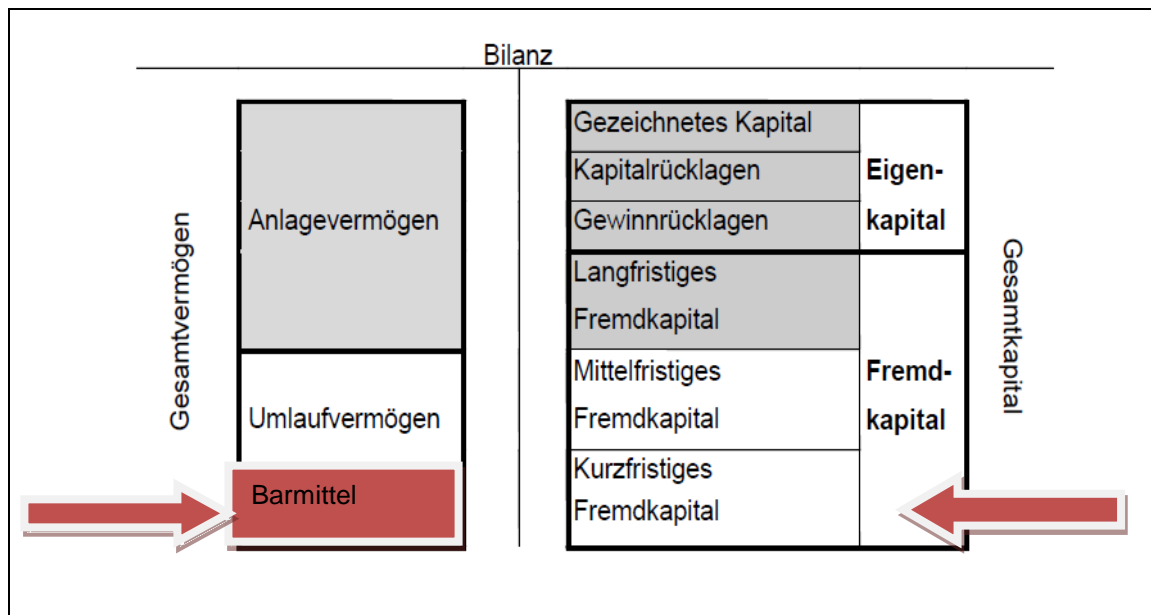 Bilanz
Gesamtvermögen
Anlagevermögen
Umlaufvermögen
Barmittel
Gezeichnetes Kapital
Kapitalrücklagen
Gewinnrücklagen
Eigen-
kapital
Langfristiges
Fremdkapital
Mittelfristiges
Fremdkapital
Kurzfristiges
Fremdkapital
Fremd-
kapital
Gesamtkapital